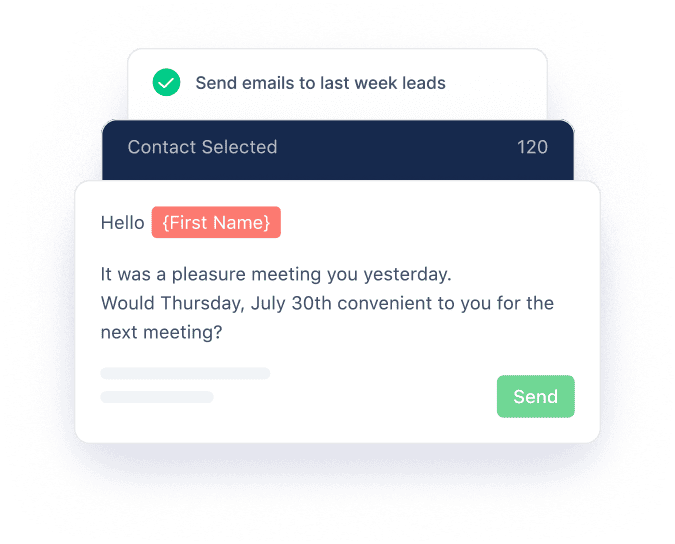 Send emails to last week leads
Contact Selected 120
Hello {First Name}
It was a pleasure meeting you yesterday.
Would Thursday, July 30th convenient to you for the
next meeting?
Send